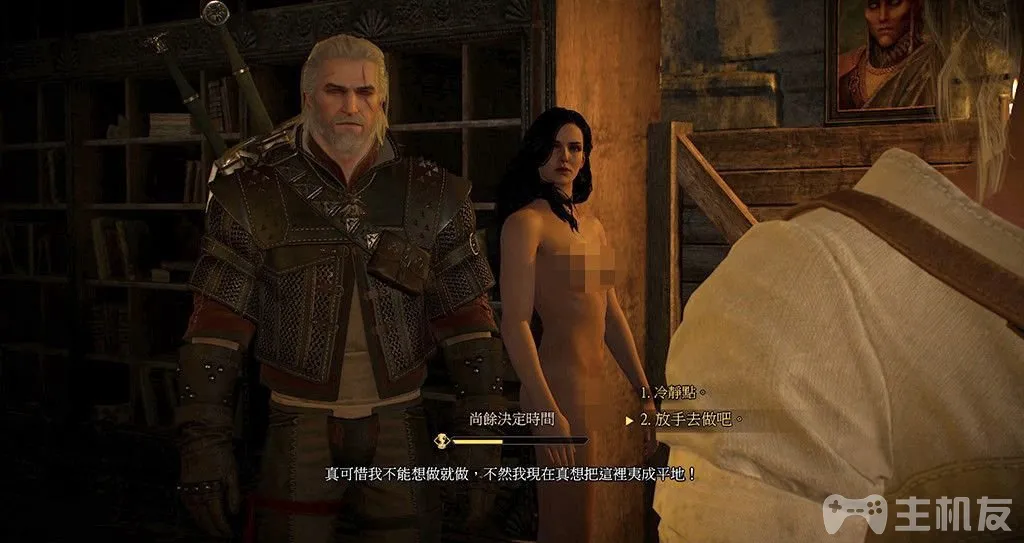 1. 冷靜點。
尚餘決定時間
2. 放手去做吧。
真可惜我不能想做就做，不然我現在真想把這裡夷成平地！
主机友